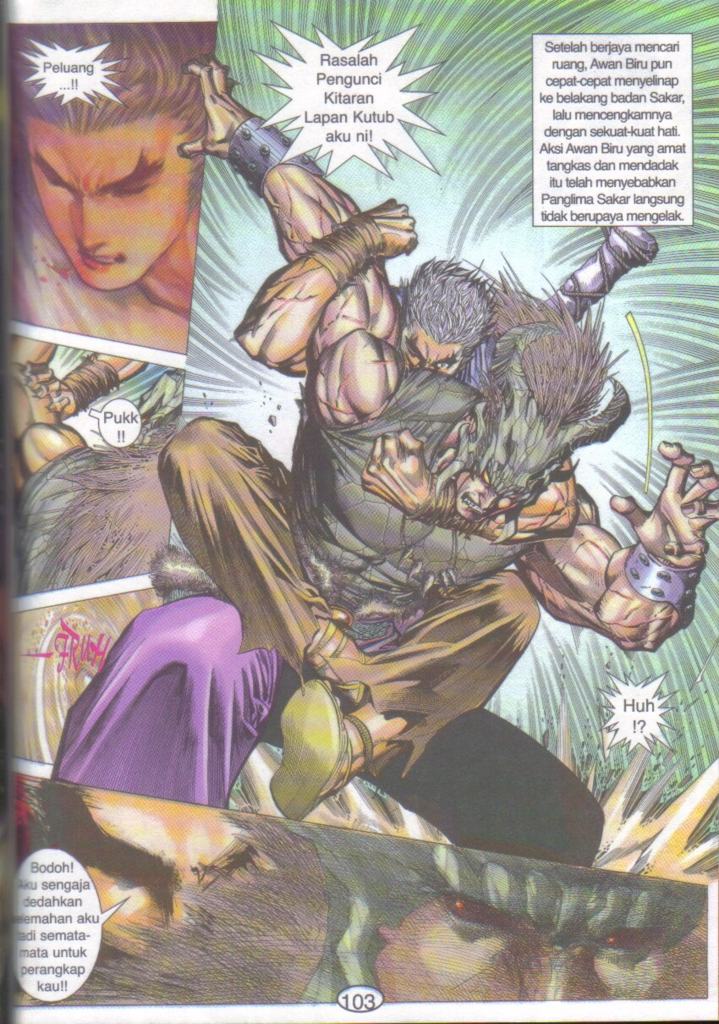 Peluang
...!!
Rasalah
Pengunci
Kitaran
Lapan Kutub
aku ni!
Setelah berjaya mencari
ruang, Awan Biru pun
cepat-cepat menyelinap
ke belakang badan Sakar,
lalu mencengkamnya
dengan sekuat-kuat hati.
Aksi Awan Biru yang amat
tangkas dan mendadak
itu telah menyebabkan
Panglima Sakar langsung
tidak berupaya mengelak.
Pukk
!!
Huh
!?
Bodoh!
Aku sengaja
dedahkan
aku
semata-
mata untuk
perangkap
kau!!
103